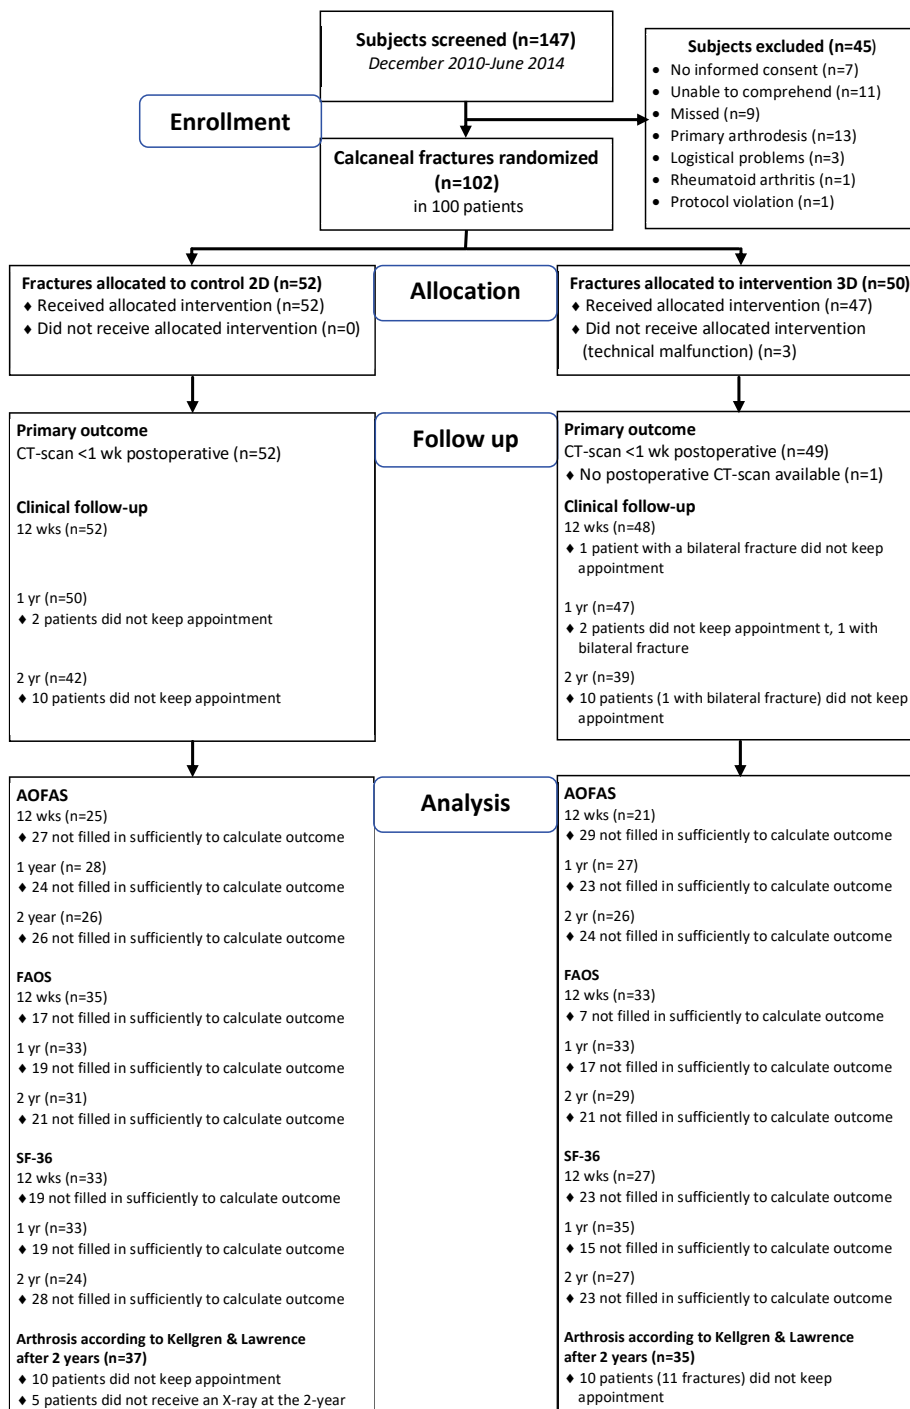 Subjects screened (n=147)
December 2010-June 2014
Subjects excluded (n=45)
• No informed consent (n=7)
• Unable to comprehend (n=11)
• Missed (n=9)
• Primary arthrodesis (n=13)
• Logistical problems (n=3)
• Rheumatoid arthritis (n=1)
• Protocol violation (n=1)
Enrollment
Calcaneal fractures randomized
(n=102)
in 100 patients
Fractures allocated to control 2D (n=52)
♦ Received allocated intervention (n=52)
♦ Did not receive allocated intervention (n=0)
Allocation
Fractures allocated to intervention 3D (n=50)
♦ Received allocated intervention (n=47)
♦ Did not receive allocated intervention
(technical malfunction) (n=3)
Primary outcome
CT-scan <1 wk postoperative (n=52)
Clinical follow-up
12 wks (n=52)
1 yr (n=50)
♦ 2 patients did not keep appointment
2 yr (n=42)
♦ 10 patients did not keep appointment
Follow up
Primary outcome
CT-scan <1 wk postoperative (n=49)
♦ No postoperative CT-scan available (n=1)
Clinical follow-up
12 wks (n=48)
♦ 1 patient with a bilateral fracture did not keep
appointment
1 yr (n=47)
♦ 2 patients did not keep appointment t, 1 with
bilateral fracture
2 yr (n=39)
♦ 10 patients (1 with bilateral fracture) did not keep
appointment
AOFAS
12 wks (n=25)
♦ 27 not filled in sufficiently to calculate outcome
1 year (n= 28)
♦ 24 not filled in sufficiently to calculate outcome
2 year (n=26)
♦ 26 not filled in sufficiently to calculate outcome
FAOS
12 wks (n=35)
♦ 17 not filled in sufficiently to calculate outcome
1 yr (n=33)
♦ 19 not filled in sufficiently to calculate outcome
2 yr (n=31)
♦ 21 not filled in sufficiently to calculate outcome
SF-36
12 wks (n=33)
♦19 not filled in sufficiently to calculate outcome
1 yr (n=33)
♦ 19 not filled in sufficiently to calculate outcome
2 yr (n=24)
♦ 28 not filled in sufficiently to calculate outcome
Arthrosis according to Kellgren & Lawrence
after 2 years (n=37)
♦ 10 patients did not keep appointment
♦ 5 patients did not receive an X-ray at the 2-year
Analysis
AOFAS
12 wks (n=21)
♦ 29 not filled in sufficiently to calculate outcome
1 yr (n= 27)
♦ 23 not filled in sufficiently to calculate outcome
2 yr (n=26)
♦ 24 not filled in sufficiently to calculate outcome
FAOS
12 wks (n=33)
♦ 7 not filled in sufficiently to calculate outcome
1 yr (n=33)
♦ 17 not filled in sufficiently to calculate outcome
2 yr (n=29)
♦ 21 not filled in sufficiently to calculate outcome
SF-36
12 wks (n=27)
♦ 23 not filled in sufficiently to calculate outcome
1 yr (n=35)
♦ 15 not filled in sufficiently to calculate outcome
2 yr (n=27)
♦ 23 not filled in sufficiently to calculate outcome
Arthrosis according to Kellgren & Lawrence
after 2 years (n=35)
♦ 10 patients (11 fractures) did not keep
appointment